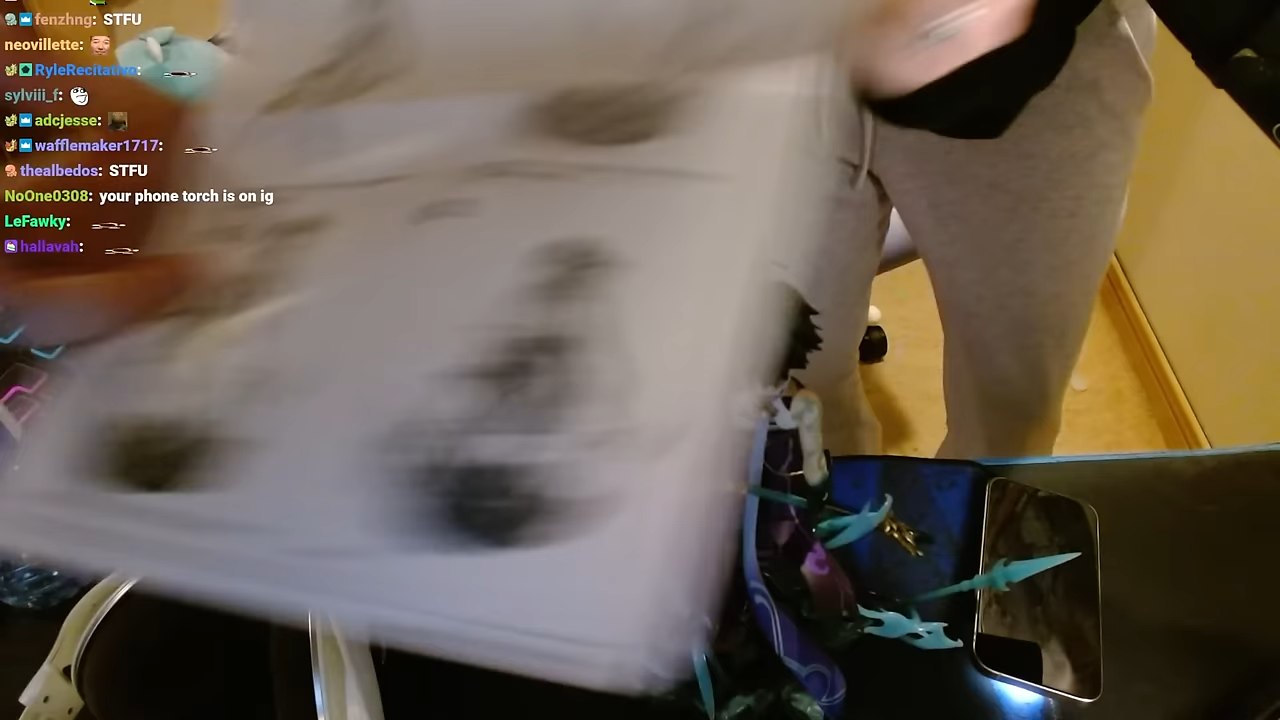 fenzhng: STFU
neovillette:
RyleRecitativo:
sylviii_f:
adcjesse:
wafflemaker1717:
thealbedos: STFU
NoOne0308: your phone torch is on ig
LeFawky:
hallavah: